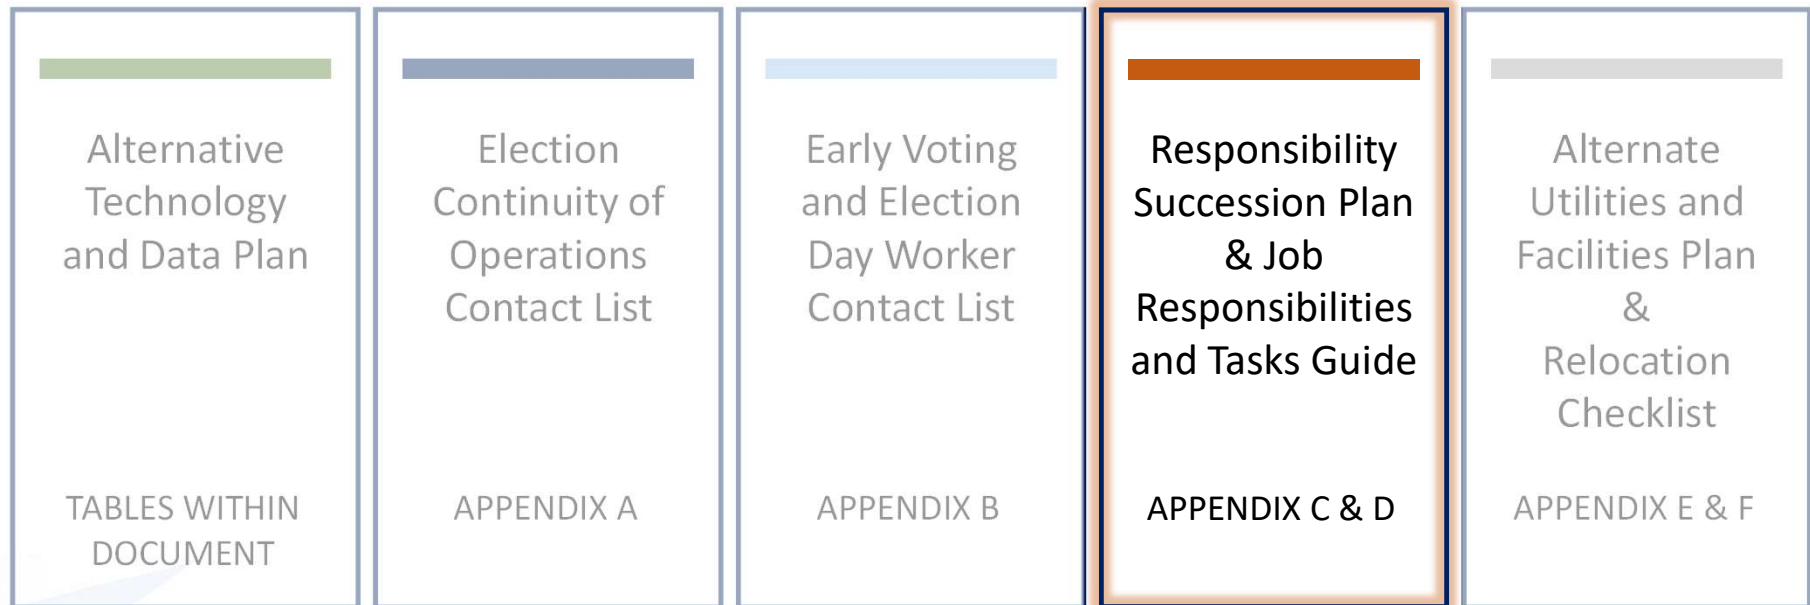 Alternative
Technology
and Data Plan
TABLES WITHIN
DOCUMENT
Election
Continuity of
Operations
Contact List
APPENDIX A
Early Voting
and Election
Day Worker
Contact List
APPENDIX B
Responsibility
Succession Plan
& Job
Responsibilities
and Tasks Guide
APPENDIX C & D
Alternate
Utilities and
Facilities Plan
&
Relocation
Checklist
APPENDIX E & F